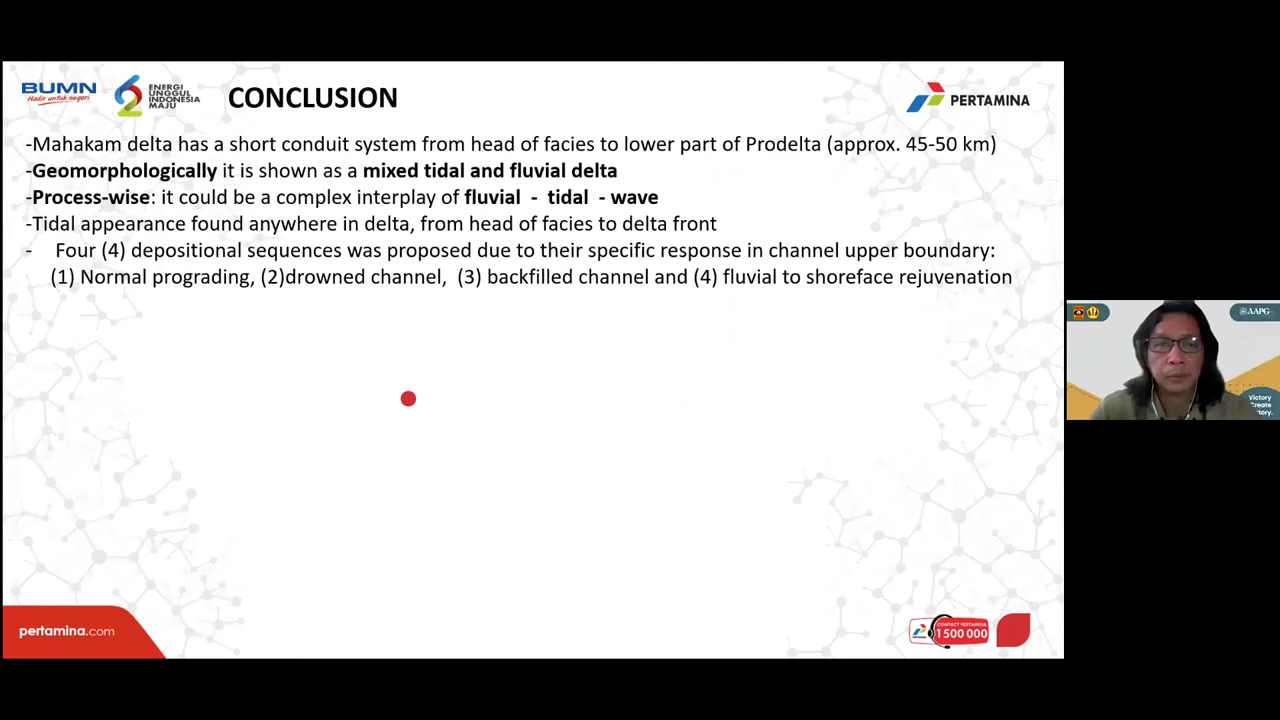 BUMN
Hadir untuk negeri
62
ENERGI
UNGGUL
INDONESIA
MAJU
CONCLUSION
PERTAMINA
-Mahakam delta has a short conduit system from head of facies to lower part of Prodelta (approx. 45-50 km)
-Geomorphologically it is shown as a mixed tidal and fluvial delta
-Process-wise: it could be a complex interplay of fluvial - tidal - wave
-Tidal appearance found anywhere in delta, from head of facies to delta front
- Four (4) depositional sequences was proposed due to their specific response in channel upper boundary:
(1) Normal prograding, (2)drowned channel, (3) backfilled channel and (4) fluvial to shoreface rejuvenation
AAPG
Victory
Create
pertamina.com
CONTACT PERTAMINA
1 500 000